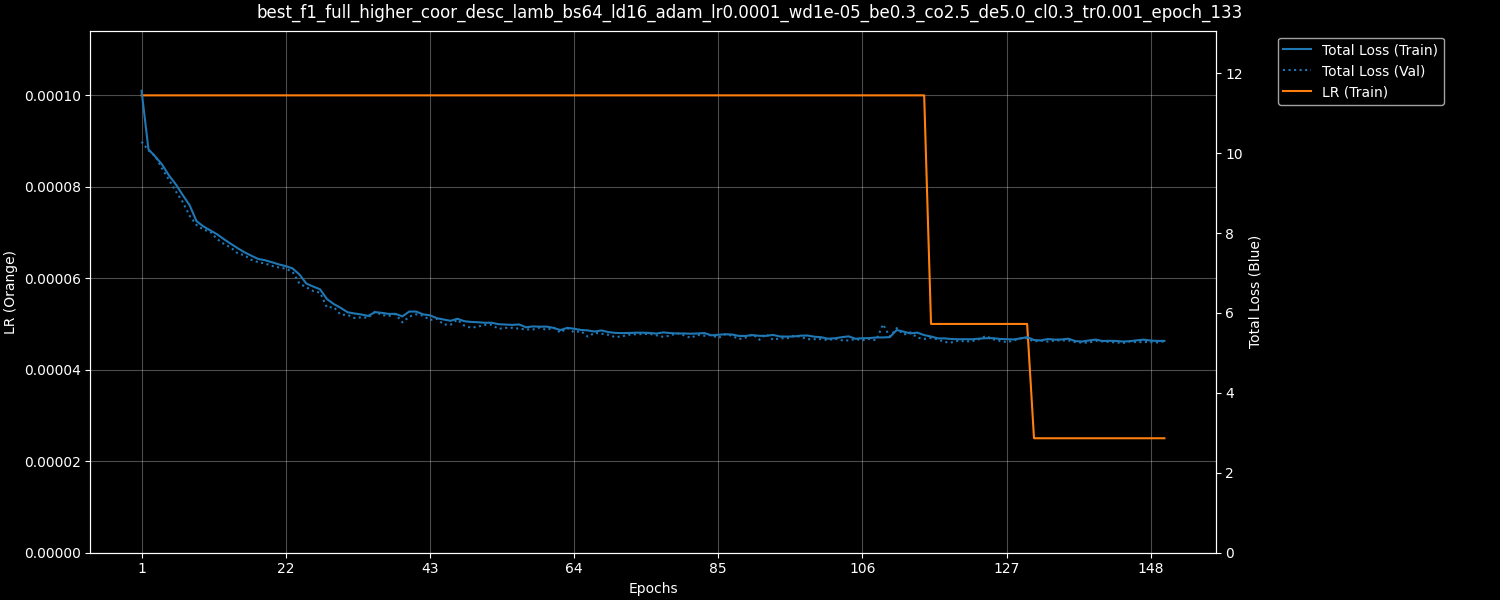 best_f1_full_higher_coor_desc_lamb_bs64_ld16_adam_lr0.0001_wd1e-05_be0.3_co2.5_de5.0_cl0.3_tr0.001_epoch_133
Total Loss (Train)
Total Loss (Val)
LR (Train)
LR (Orange)
0.00010
0.00008
0.00006
0.00004
0.00002
0.00000
12
10
8
6
4
2
0
Total Loss (Blue)
1 22 43 64 85 106 127 148
Epochs